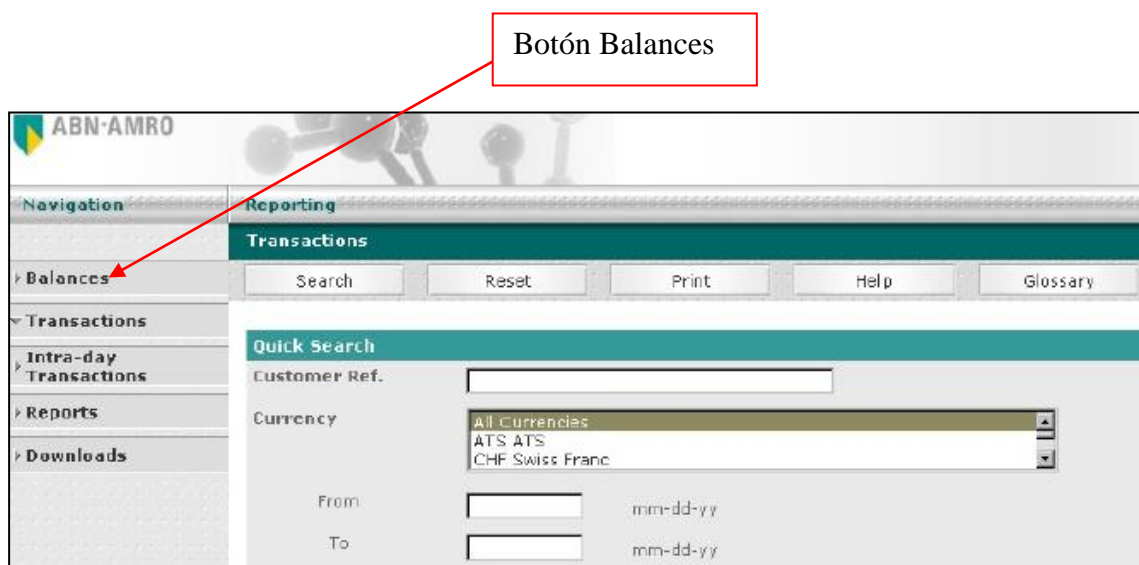 Botón Balances
ABN·AMRO
Navigation
Reporting
Transactions
Balances
Search
Reset
Print
Help
Glossary
Transactions
Intra-day
Transactions
Reports
Downloads
Quick Search
Customer Ref.
Currency
All Currencies
ATS ATS
CHF Swiss Franc
From
mm-dd-yy
To
mm-dd-yy